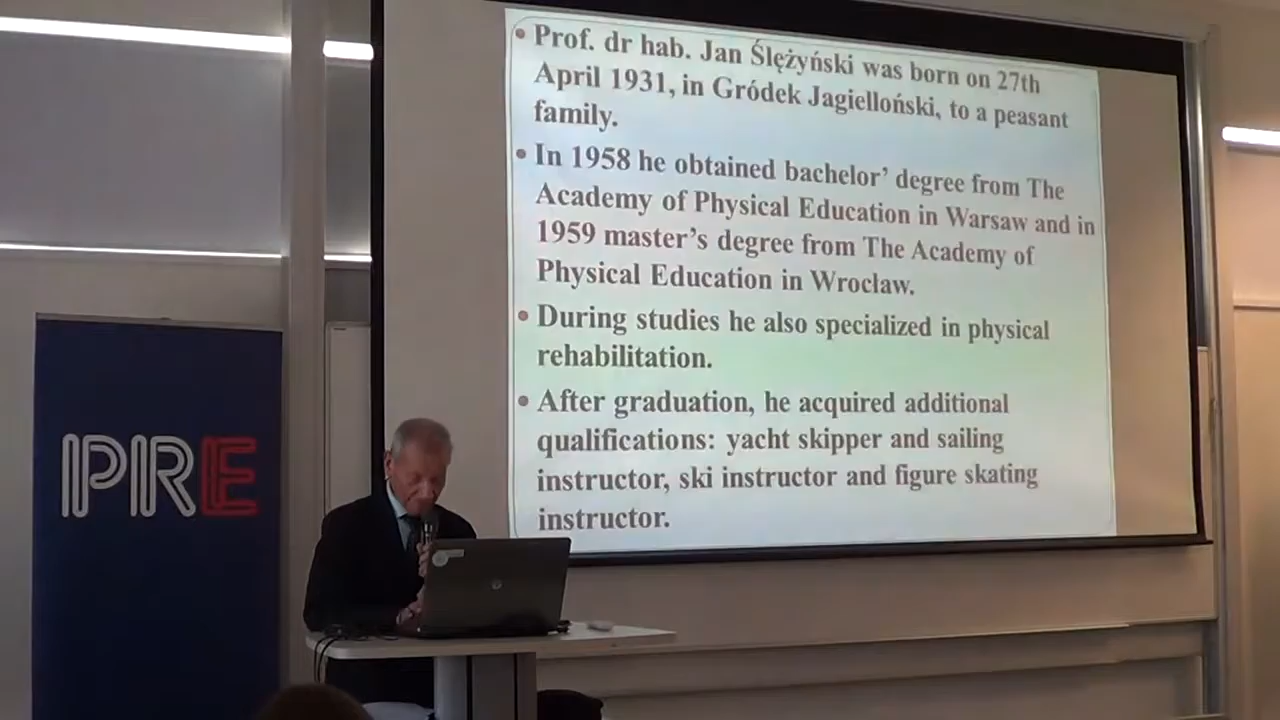 PRE
• Prof. dr hab. Jan Ślężyński was born on 27th
April 1931, in Gródek Jagielloński, to a peasant
family.
• In 1958 he obtained bachelor' degree from The
Academy of Physical Education in Warsaw and in
1959 master's degree from The Academy of
Physical Education in Wrocław.
• During studies he also specialized in physical
rehabilitation.
• After graduation, he acquired additional
qualifications: yacht skipper and sailing
instructor, ski instructor and figure skating
instructor.